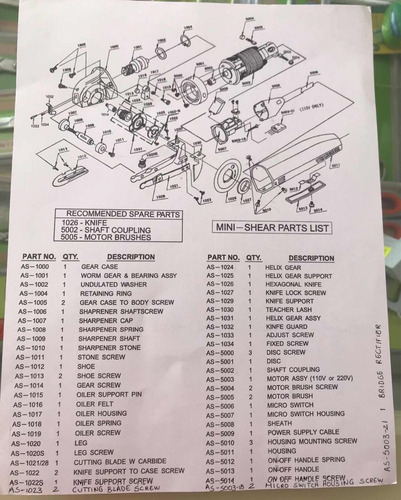 RECOMMENDED SPARE PARTS
1026 - KNIFE
5002 - SHAFT COUPLING
5005 - MOTOR BRUSHES
MINI-SHEAR PARTS LIST
(110V ONLY)
PART NO. QTY. DESCRIPTION
AS-1000 1 GEAR CASE
AS-1001 1 WORM GEAR & BEARING ASSY
AS-1002 1 UNDULATED WASHER
AS-1004 1 RETAINING RING
AS-1005 2 GEAR CASE TO BODY SCREW
AS-1006 1 SHAPRENER SHAFTSCREW
AS-1007 1 SHARPENER CAP
AS-1008 1 SHARPENER SPRING
AS-1009 1 SHARPENER SHAFT
AS-1010 1 SHARPENER STONE
AS-1011 1 STONE SCREW
AS-1012 1 SHOE
AS-1013 2 SHOE SCREW
AS-1014 1 GEAR SCREW
AS-1015 1 OILER SUPPORT PIN
AS-1016 1 OILER FELT
AS-1017 1 OILER HOUSING
AS-1018 1 OILER SPRING
AS-1019 1 OILER SCREW
AS-1020 1 LEG
AS-1020S 1 LEG SCREW
AS-1021/28 1 CUTTING BLADE W CARBIDE
AS-1022 2 KNIFE SUPPORT TO CASE SCREW
AS-1022S 1 KNIFE SUPPORT SCREW
AS-1023 2 CUTTING BLADE SCREW
PART NO. QTY. DESCRIPTION
AS-1024 1 HELIX GEAR
AS-1025 1 HELIX GEAR SUPPORT
AS-1026 1 HEXAGONAL KNIFE
AS-1027 1 KNIFE LOCK SCREW
AS-1029 1 KNIFE SUPPORT
AS-1030 1 TEACHER LASH
AS-1031 1 HELIX GEAR ASSY
AS-1032 1 KNIFE GUARD
AS-1033 1 ADJUST SCREW
AS-1034 1 FIXED SCREW
AS-5000 3 DISC SCREW
AS-5001 1 DISC
AS-5002 1 SHAFT COUPLING
AS-5003 1 MOTOR ASSY (110V or 220V)
AS-5004 2 MOTOR BRUSH SCREW
AS-5005 2 MOTOR BRUSH
AS-5006 1 MICRO SWITCH
AS-5007 1 MICRO SWITCH HOUSING
AS-5008 1 SHEATH
AS-5009 1 POWER SUPPLY CABLE
AS-5010 3 HOUSING MOUNTING SCREW
AS-5011 1 HOUSING
AS-5012 1 ON-OFF HANDLE SPRING
AS-5013 1 ON-OFF HANDLE
AS-5014 1 ON-OFF HANDLE SCREW
AS-5003-18 2 MICRO SWITCH HOUSING SCREW
AS-5003-21 1 BRIDGE RECTIFIER